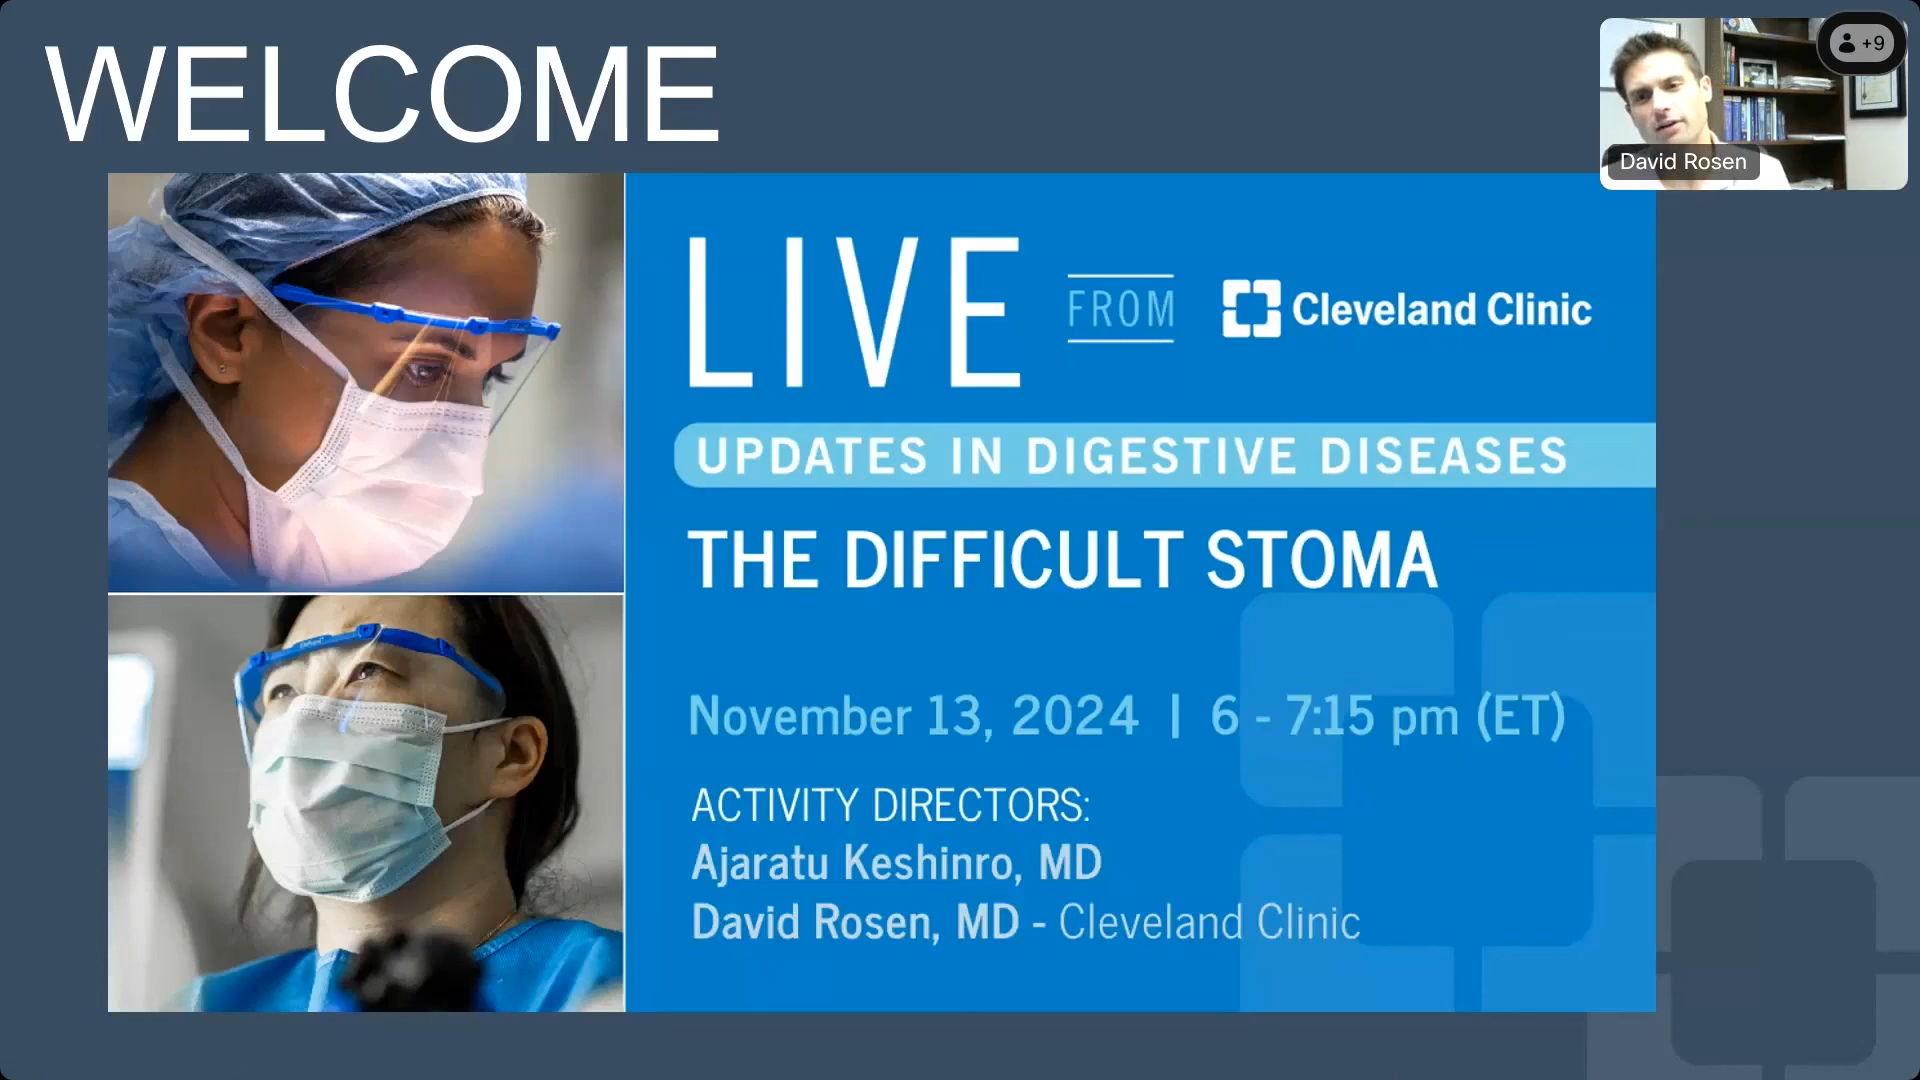 WELCOME
+9
David Rosen
LIVE FROM Cleveland Clinic
UPDATES IN DIGESTIVE DISEASES
THE DIFFICULT STOMA
November 13, 2024 | 6 - 7:15 pm (ET)
ACTIVITY DIRECTORS:
Ajaratu Keshinro, MD
David Rosen, MD - Cleveland Clinic